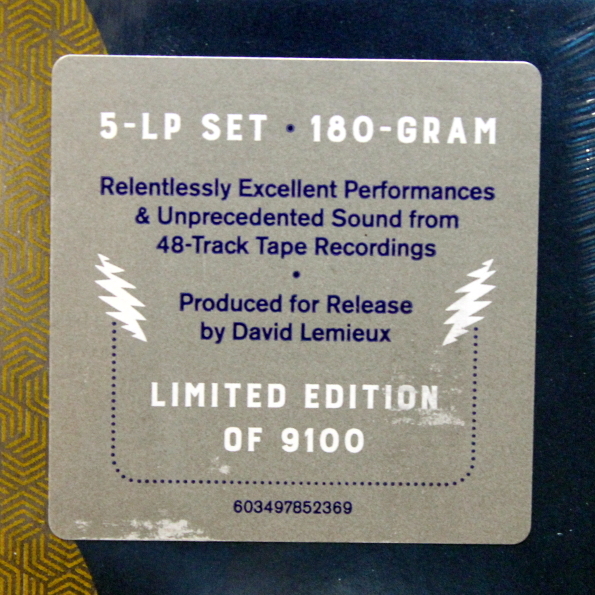 5-LP SET • 180-GRAM
Relentlessly Excellent Performances
& Unprecedented Sound from
48-Track Tape Recordings
•
Produced for Release
by David Lemieux
LIMITED EDITION
OF 9100
603497852369